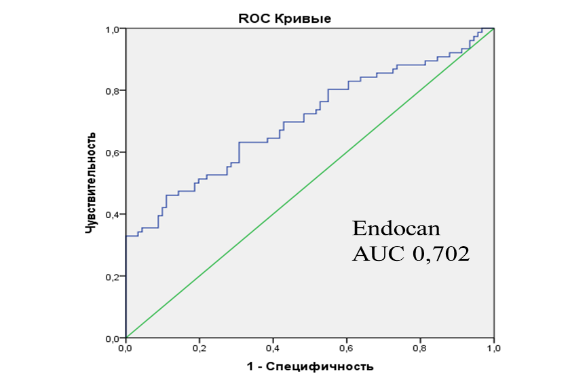 ROC Кривые
1,0
0,8
0,6
0,4
0,2
0,0
Чувствительность
Endocan
AUC 0,702
0,0 0,2 0,4 0,6 0,8 1,0
1 - Специфичность